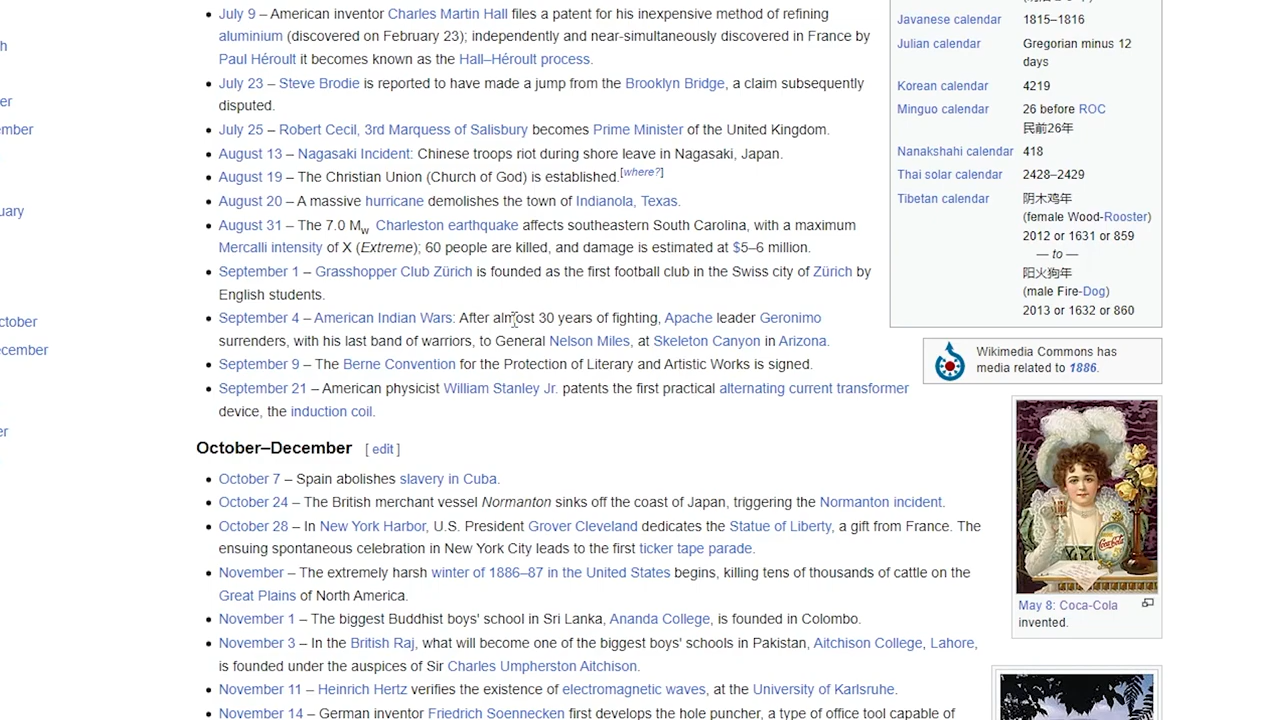 July 9 – American inventor Charles Martin Hall files a patent for his inexpensive method of refining
aluminium (discovered on February 23); independently and near-simultaneously discovered in France by
Paul Héroult it becomes known as the Hall–Héroult process.
July 23 – Steve Brodie is reported to have made a jump from the Brooklyn Bridge, a claim subsequently
disputed.
July 25 – Robert Cecil, 3rd Marquess of Salisbury becomes Prime Minister of the United Kingdom.
August 13 – Nagasaki Incident: Chinese troops riot during shore leave in Nagasaki, Japan.
August 19 – The Christian Union (Church of God) is established.[where?]
August 20 – A massive hurricane demolishes the town of Indianola, Texas.
August 31 – The 7.0 Mw Charleston earthquake affects southeastern South Carolina, with a maximum
Mercalli intensity of X (Extreme); 60 people are killed, and damage is estimated at $5–6 million.
September 1 – Grasshopper Club Zürich is founded as the first football club in the Swiss city of Zürich by
English students.
September 4 – American Indian Wars: After almost 30 years of fighting, Apache leader Geronimo
surrenders, with his last band of warriors, to General Nelson Miles, at Skeleton Canyon in Arizona.
September 9 – The Berne Convention for the Protection of Literary and Artistic Works is signed.
September 21 – American physicist William Stanley Jr. patents the first practical alternating current transformer
device, the induction coil.
October–December [ edit ]
October 7 – Spain abolishes slavery in Cuba.
October 24 – The British merchant vessel Normanton sinks off the coast of Japan, triggering the Normanton incident.
October 28 – In New York Harbor, U.S. President Grover Cleveland dedicates the Statue of Liberty, a gift from France. The
ensuing spontaneous celebration in New York City leads to the first ticker tape parade.
November – The extremely harsh winter of 1886–87 in the United States begins, killing tens of thousands of cattle on the
Great Plains of North America.
November 1 – The biggest Buddhist boys' school in Sri Lanka, Ananda College, is founded in Colombo.
November 3 – In the British Raj, what will become one of the biggest boys' schools in Pakistan, Aitchison College, Lahore,
is founded under the auspices of Sir Charles Umpherston Aitchison.
November 11 – Heinrich Hertz verifies the existence of electromagnetic waves, at the University of Karlsruhe.
November 14 – German inventor Friedrich Soennecken first develops the hole puncher, a type of office tool capable of
Javanese calendar 1815–1816
Julian calendar Gregorian minus 12
days
Korean calendar 4219
Minguo calendar 26 before ROC
民前26年
Nanakshahi calendar 418
Thai solar calendar 2428–2429
Tibetan calendar 阴木鸡年
(female Wood-Rooster)
2012 or 1631 or 859
— to —
阳火狗年
(male Fire-Dog)
2013 or 1632 or 860
Wikimedia Commons has
media related to 1886.
Coca-Cola
May 8: Coca-Cola
invented.